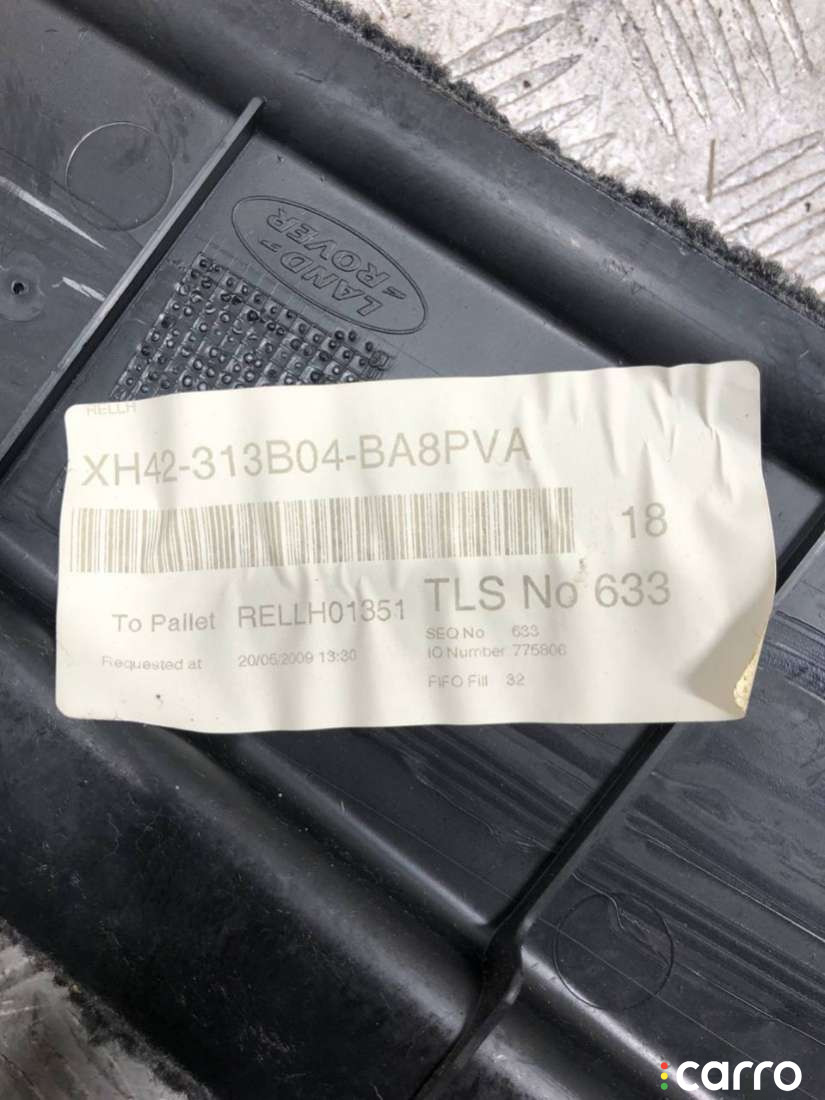 LAND
ROVER
RELLH
XH42-313B04-BA8PVA
18
To Pallet RELLH01351 TLS No 633
SEQ No 633
Requested at 20/05/2009 13:30 IO Number 775806
FIFO Fill 32
carro